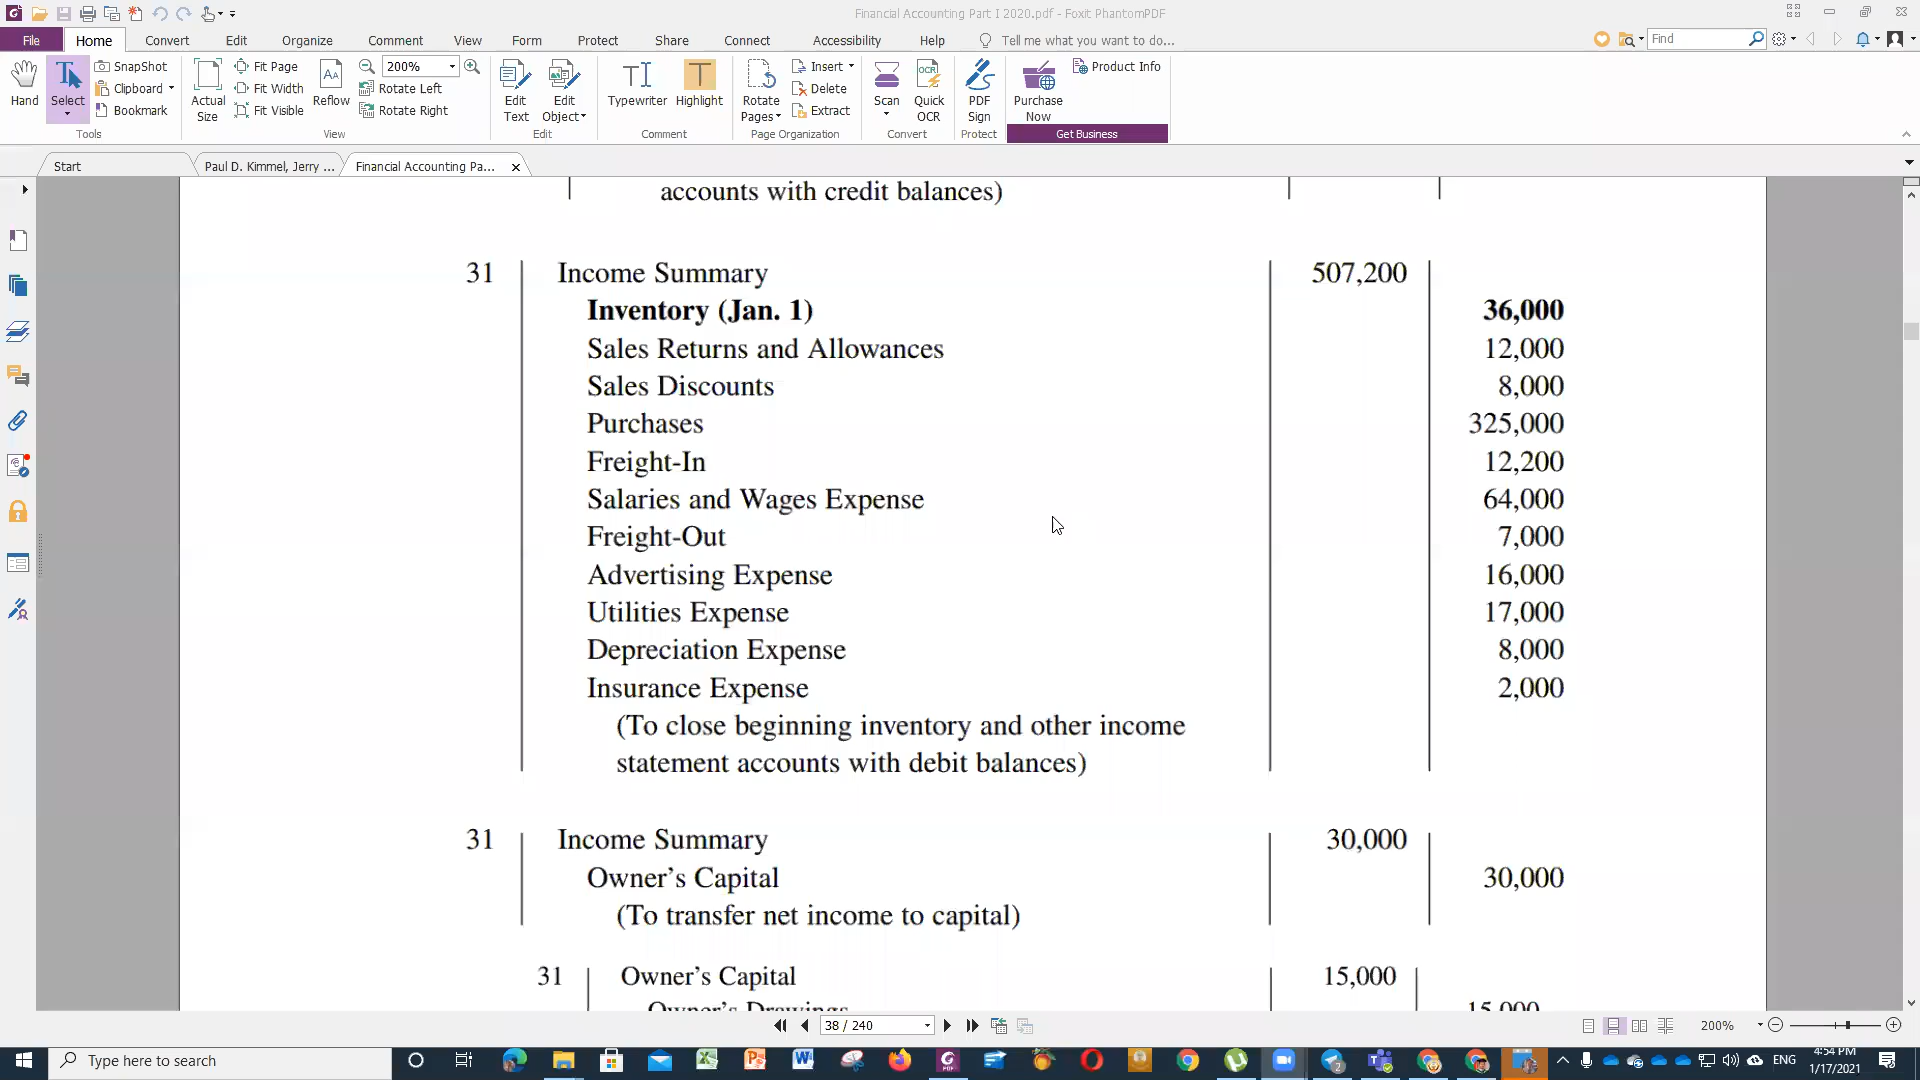 Financial Accounting Part I 2020.pdf - Foxit PhantomPDF
File Home Convert Edit Organize Comment View Form Protect Share Connect Accessibility Help Tell me what you want to do... Find
Hand
Select
SnapShot
Clipboard
Bookmark
Tools
Actual Size
Fit Page
Fit Width
Fit Visible
Reflow
200%
Rotate Left
Rotate Right
View
Edit Text
Edit Object
Edit
Typewriter
Highlight
Comment
Rotate Pages
Insert
Delete
Extract
Page Organization
Scan
Quick OCR
Convert
PDF Sign
Protect
Purchase Now
Product Info
Get Business
Start Paul D. Kimmel, Jerry ... Financial Accounting Pa...
accounts with credit balances)
31 Income Summary 507,200
Inventory (Jan. 1) 36,000
Sales Returns and Allowances 12,000
Sales Discounts 8,000
Purchases 325,000
Freight-In 12,200
Salaries and Wages Expense 64,000
Freight-Out 7,000
Advertising Expense 16,000
Utilities Expense 17,000
Depreciation Expense 8,000
Insurance Expense 2,000
(To close beginning inventory and other income
statement accounts with debit balances)
31 Income Summary 30,000
Owner's Capital 30,000
(To transfer net income to capital)
31 Owner's Capital 15,000
Owner's Drawings 15,000
38 / 240 200%
Type here to search ENG 4:54 PM
1/17/2021